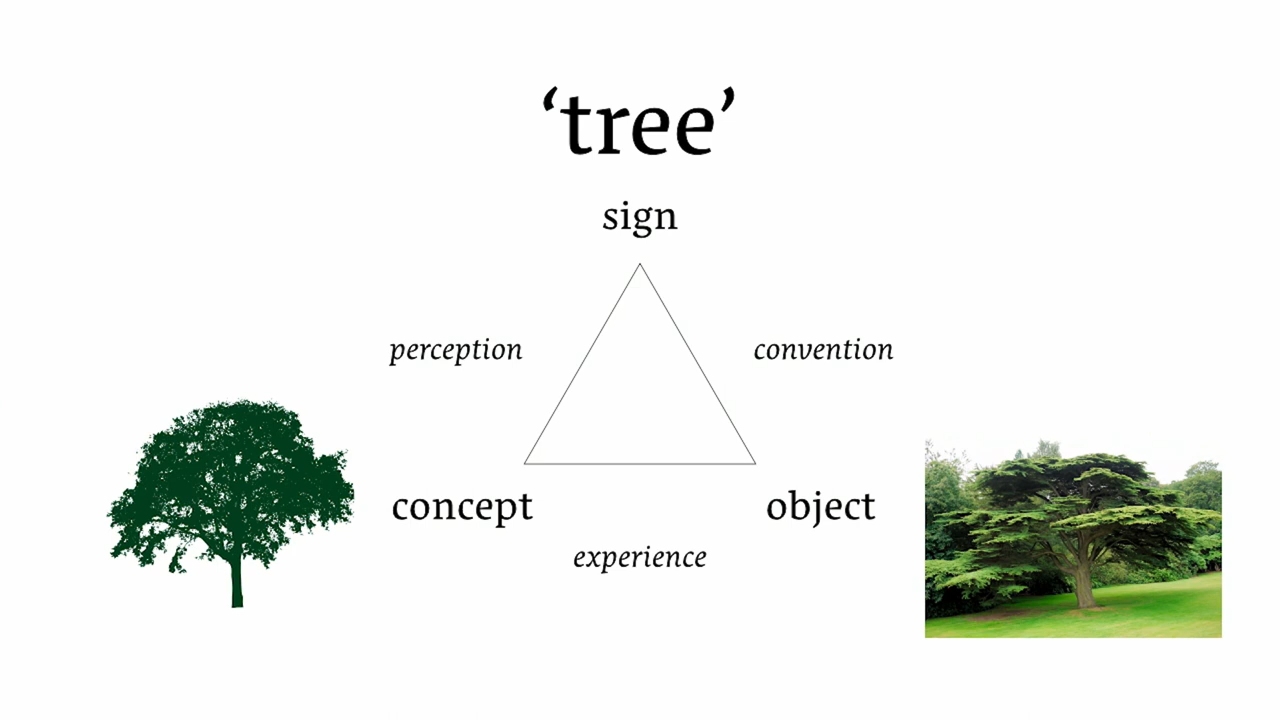 ‘tree’
sign
perception
convention
concept
object
experience